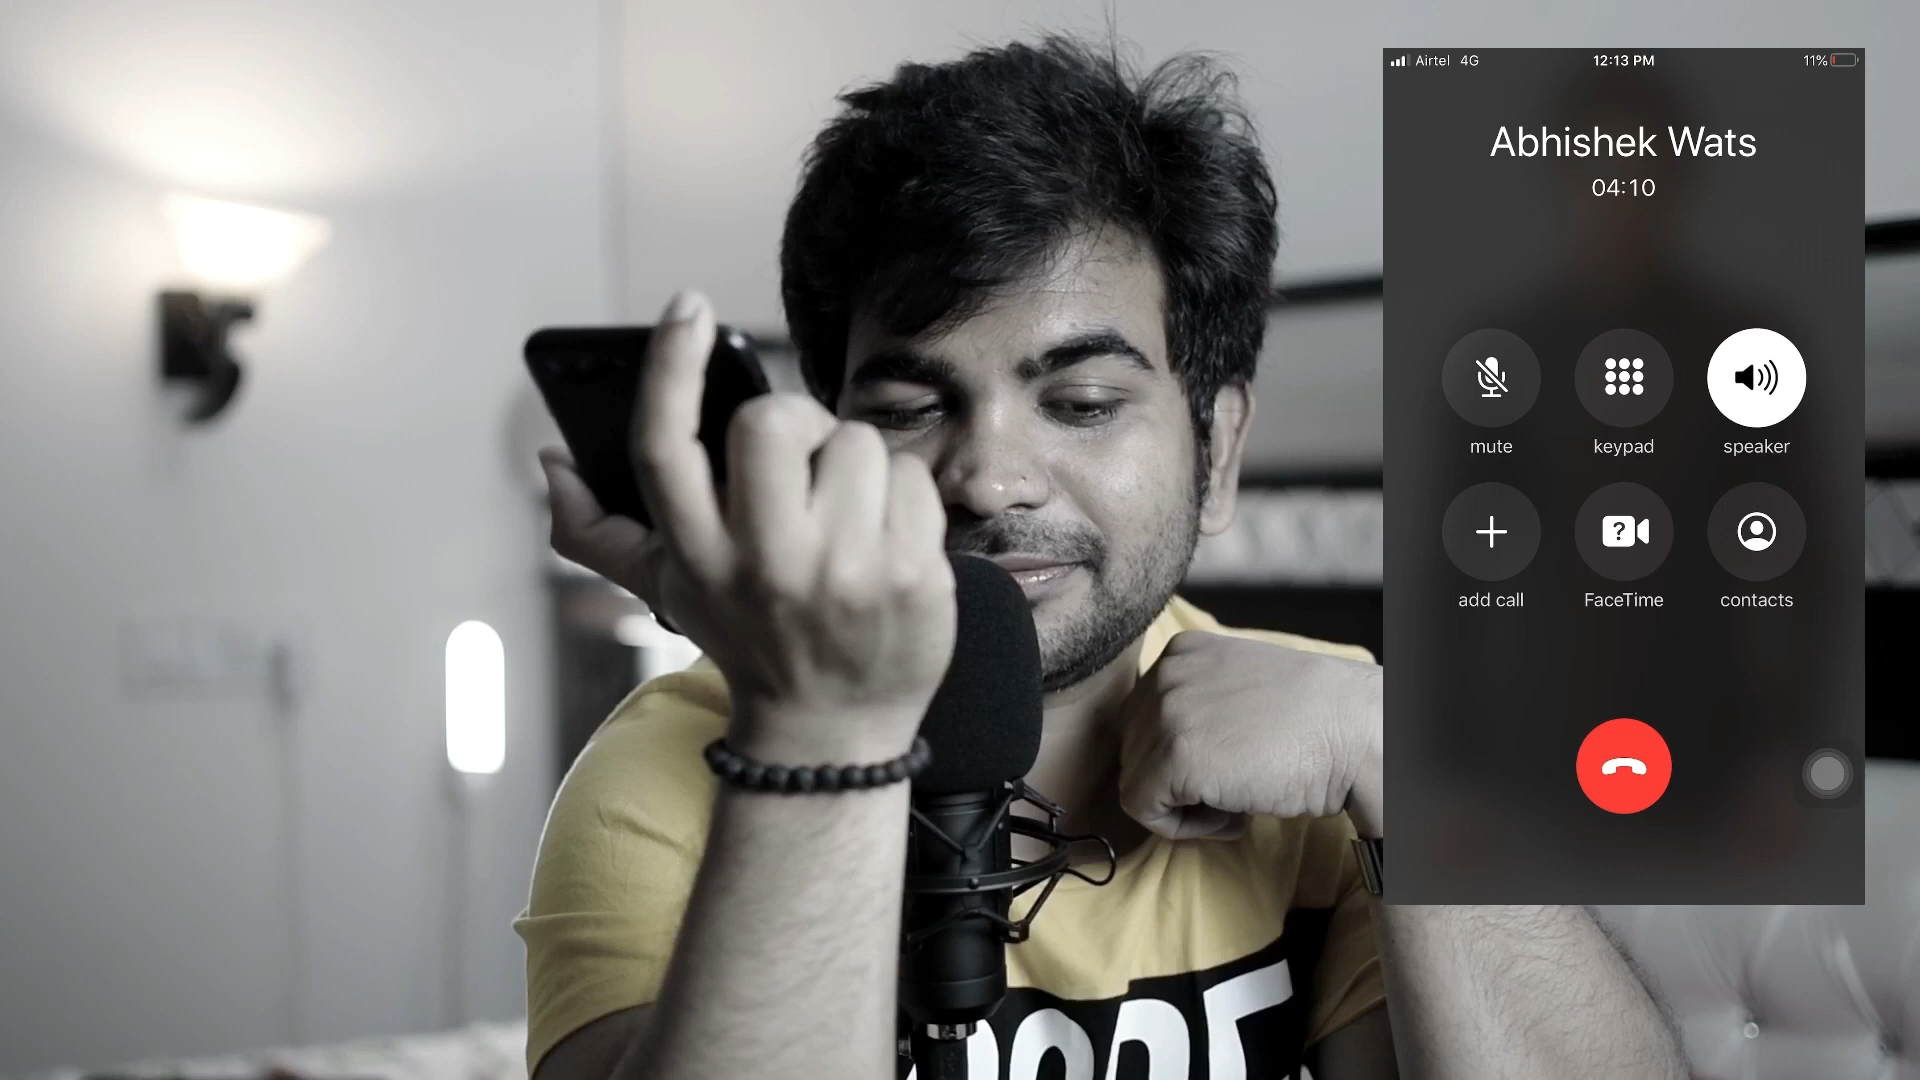 Airtel 4G 12:13 PM 11%
Abhishek Wats
04:10
mute keypad speaker
add call FaceTime contacts